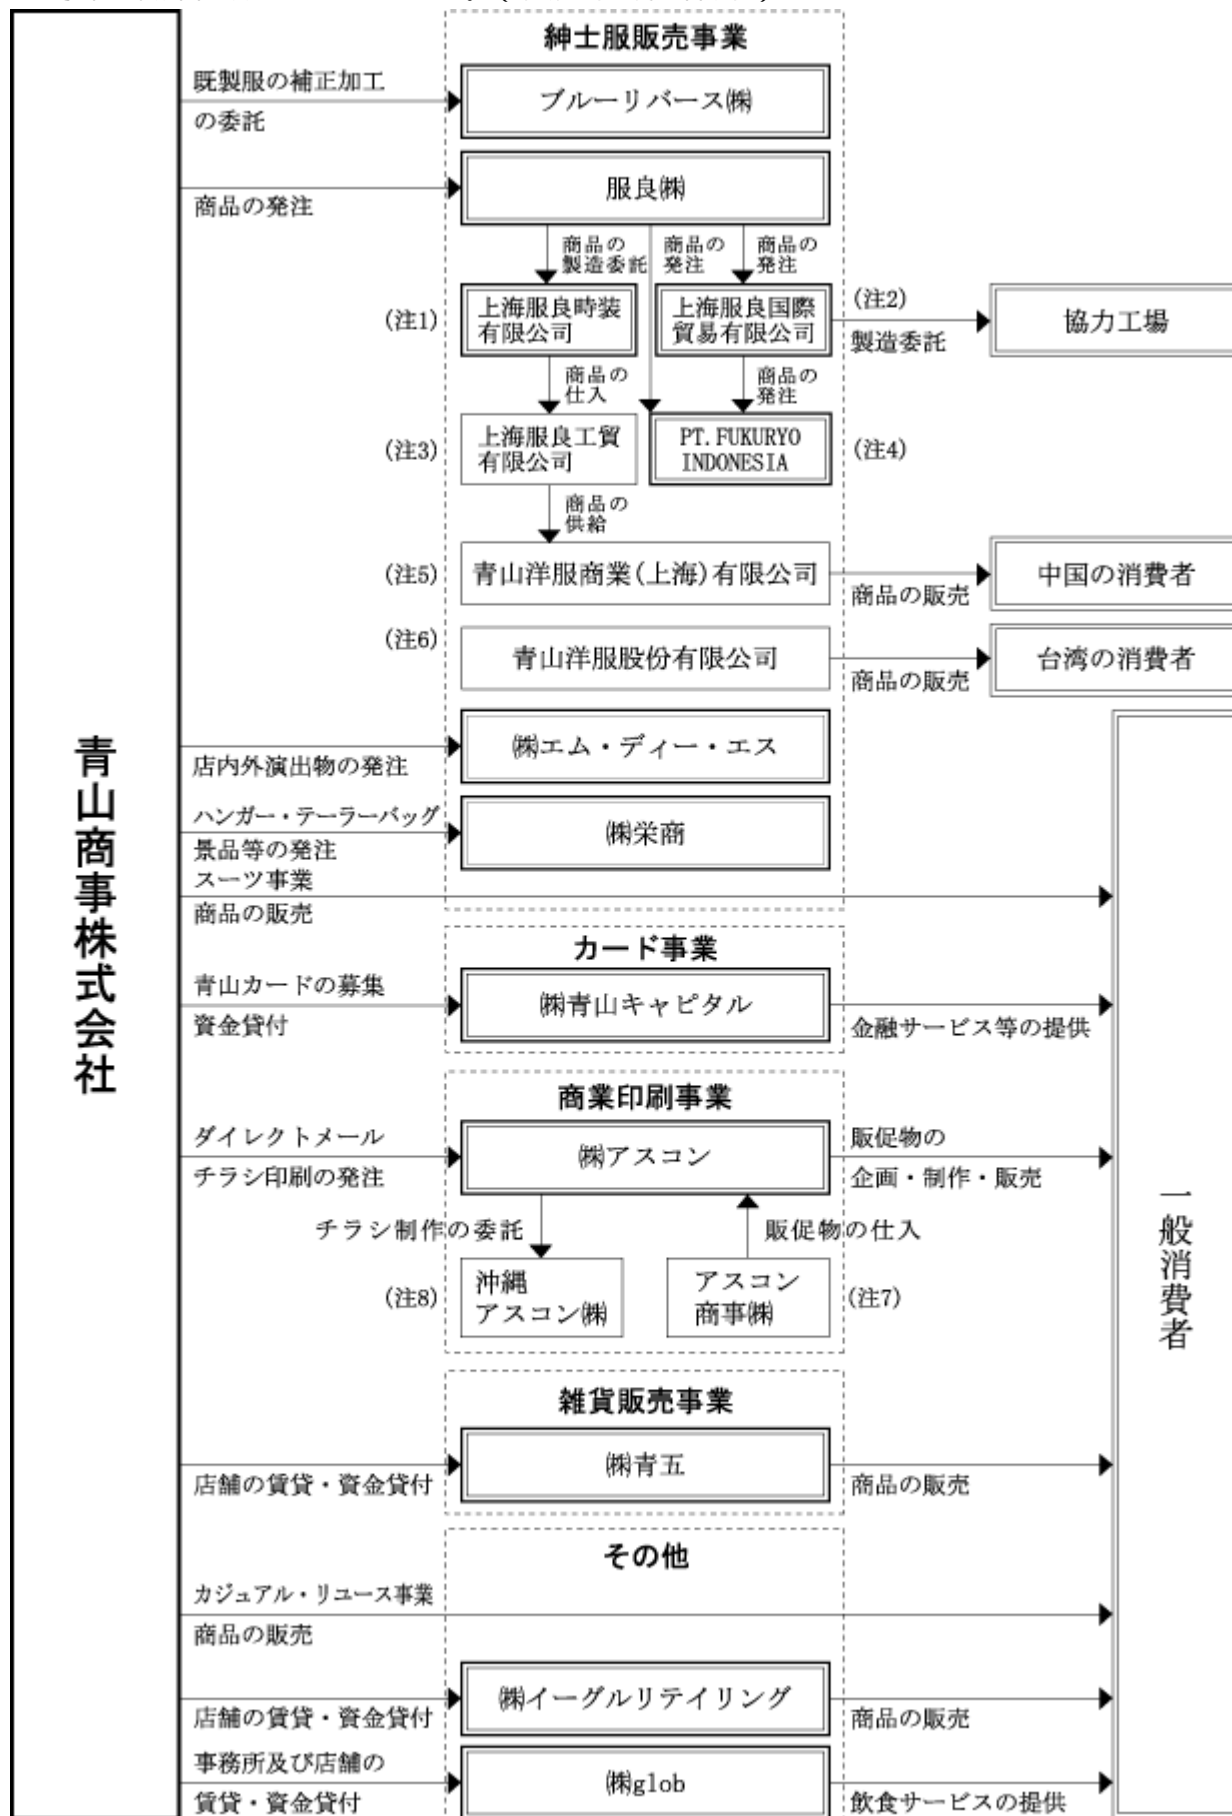 紳士服販売事業
既製服の補正加工
の委託
ブルーリバース㈱
商品の発注
服良㈱
商品の
製造委託
商品の
発注
商品の
発注
(注1)
上海服良時装
有限公司
上海服良国際
貿易有限公司
(注2)
製造委託
協力工場
商品の
仕入
商品の
発注
(注3)
上海服良工貿
有限公司
PT.FUKURYO
INDONESIA
(注4)
商品の
供給
(注5)
青山洋服商業(上海)有限公司
商品の販売
中国の消費者
(注6)
青山洋服股份有限公司
商品の販売
台湾の消費者
青山商事株式会社
店内外演出物の発注
㈱エム・ディー・エス
ハンガー・テーラーバッグ
景品等の発注
㈱栄商
スーツ事業
商品の販売
カード事業
青山カードの募集
資金貸付
㈱青山キャピタル
金融サービス等の提供
商業印刷事業
ダイレクトメール
チラシ印刷の発注
㈱アスコン
販促物の
企画・制作・販売
一般消費者
チラシ制作の委託
販促物の仕入
(注8)
沖縄
アスコン㈱
アスコン
商事㈱
(注7)
雑貨販売事業
店舗の賃貸・資金貸付
㈱青五
商品の販売
その他
カジュアル・リユース事業
商品の販売
店舗の賃貸・資金貸付
㈱イーグルリテイリング
商品の販売
事務所及び店舗の
賃貸・資金貸付
㈱glob
飲食サービスの提供